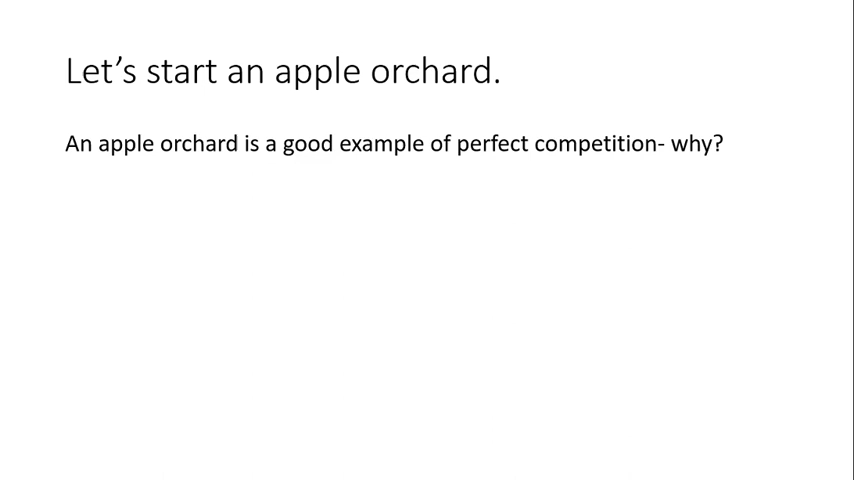 Let’s start an apple orchard.
An apple orchard is a good example of perfect competition- why?